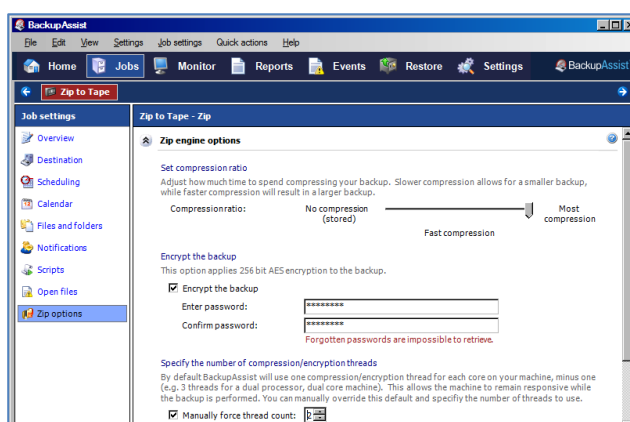 BackupAssist
File Edit View Settings Job settings Quick actions Help
Home Jobs Monitor Reports Events Restore Settings BackupAssist
Zip to Tape
Job settings
Zip to Tape - Zip
Overview
Destination
Scheduling
Calendar
Files and folders
Notifications
Scripts
Open files
Zip options
Zip engine options
Set compression ratio
Adjust how much time to spend compressing your backup. Slower compression allows for a smaller backup,
while faster compression will result in a larger backup.
Compression ratio:
No compression
(stored)
Fast compression
Most
compression
Encrypt the backup
This option applies 256 bit AES encryption to the backup.
Encrypt the backup
Enter password: ********
Confirm password: ********
Forgotten passwords are impossible to retrieve.
Specify the number of compression/encryption threads
By default BackupAssist will use one compression/encryption thread for each core on your machine, minus one
(e.g. 3 threads for a dual processor, dual core machine). This allows the machine to remain responsive while
the backup is performed. You can manually override this default and specify the number of threads to use.
Manually force thread count: 2